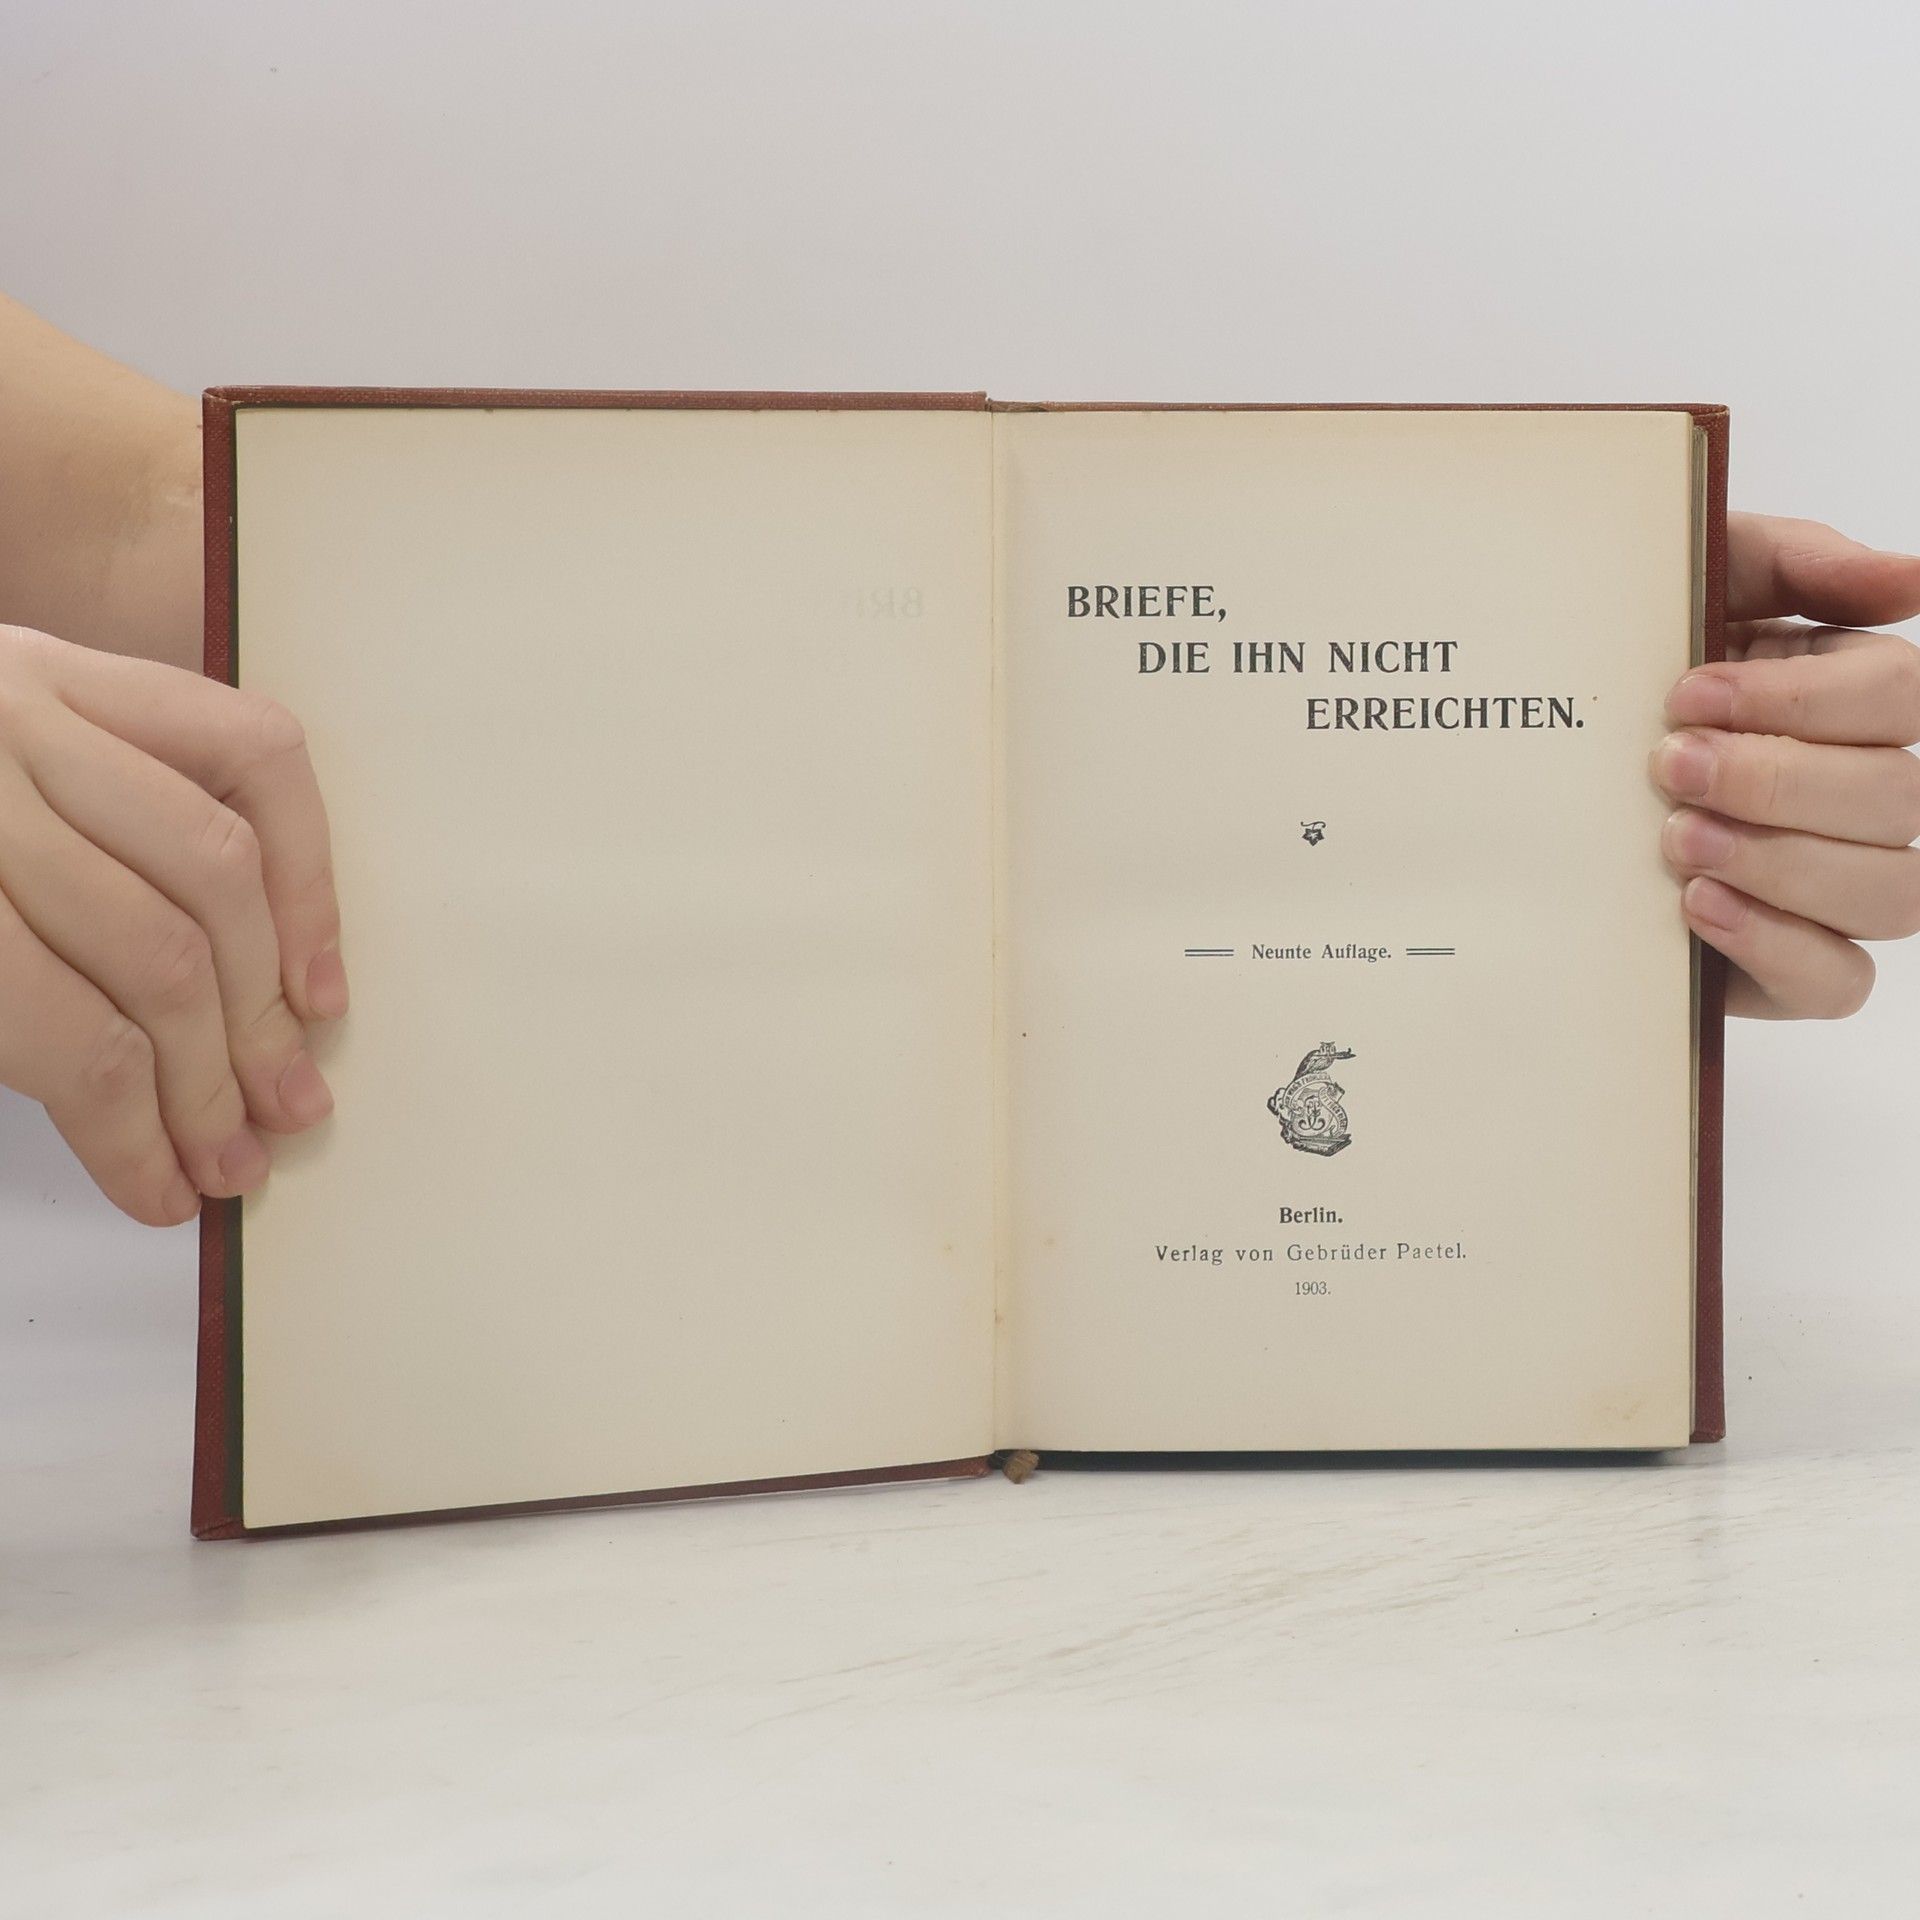 BRIEFE,
DIE IHN NICHT
ERREICHTEN.
Neunte Auflage.
Berlin.
Verlag von Gebrüder Paetel.
1903.